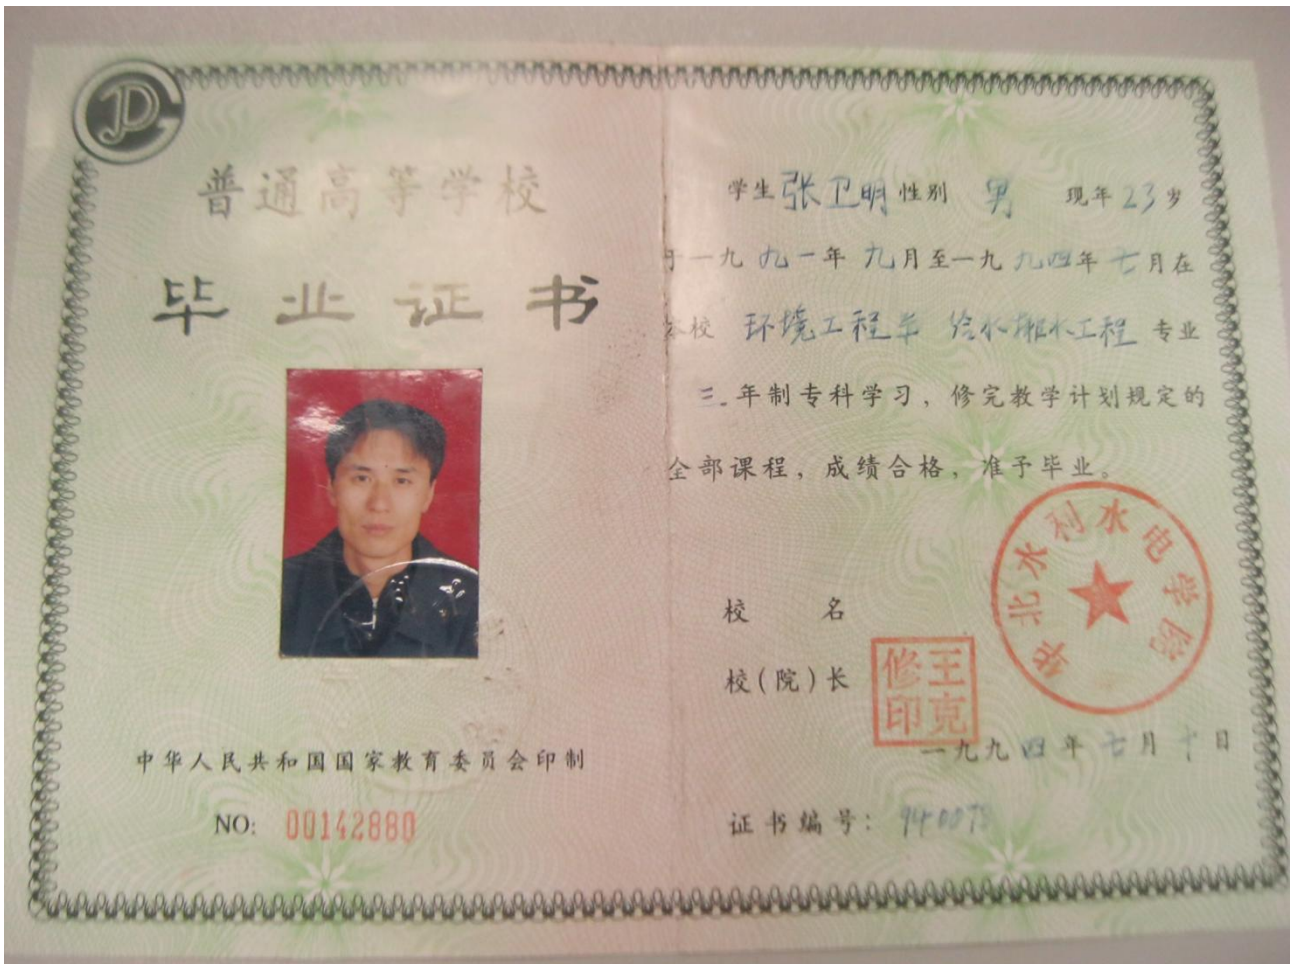 普通高等学校
毕业证书
中华人民共和国国家教育委员会印制
NO: 00142880
学生 张卫明 性别 男 现年 23 岁
于一九九一年九月至一九九四年七月在
本校 环境工程系 给水排水工程 专业
三年制专科学习，修完教学计划规定的
全部课程，成绩合格，准予毕业。
华北水利水电学院
校 名
校(院)长
王克修印
一九九四年七月十日
证书编号： 940078